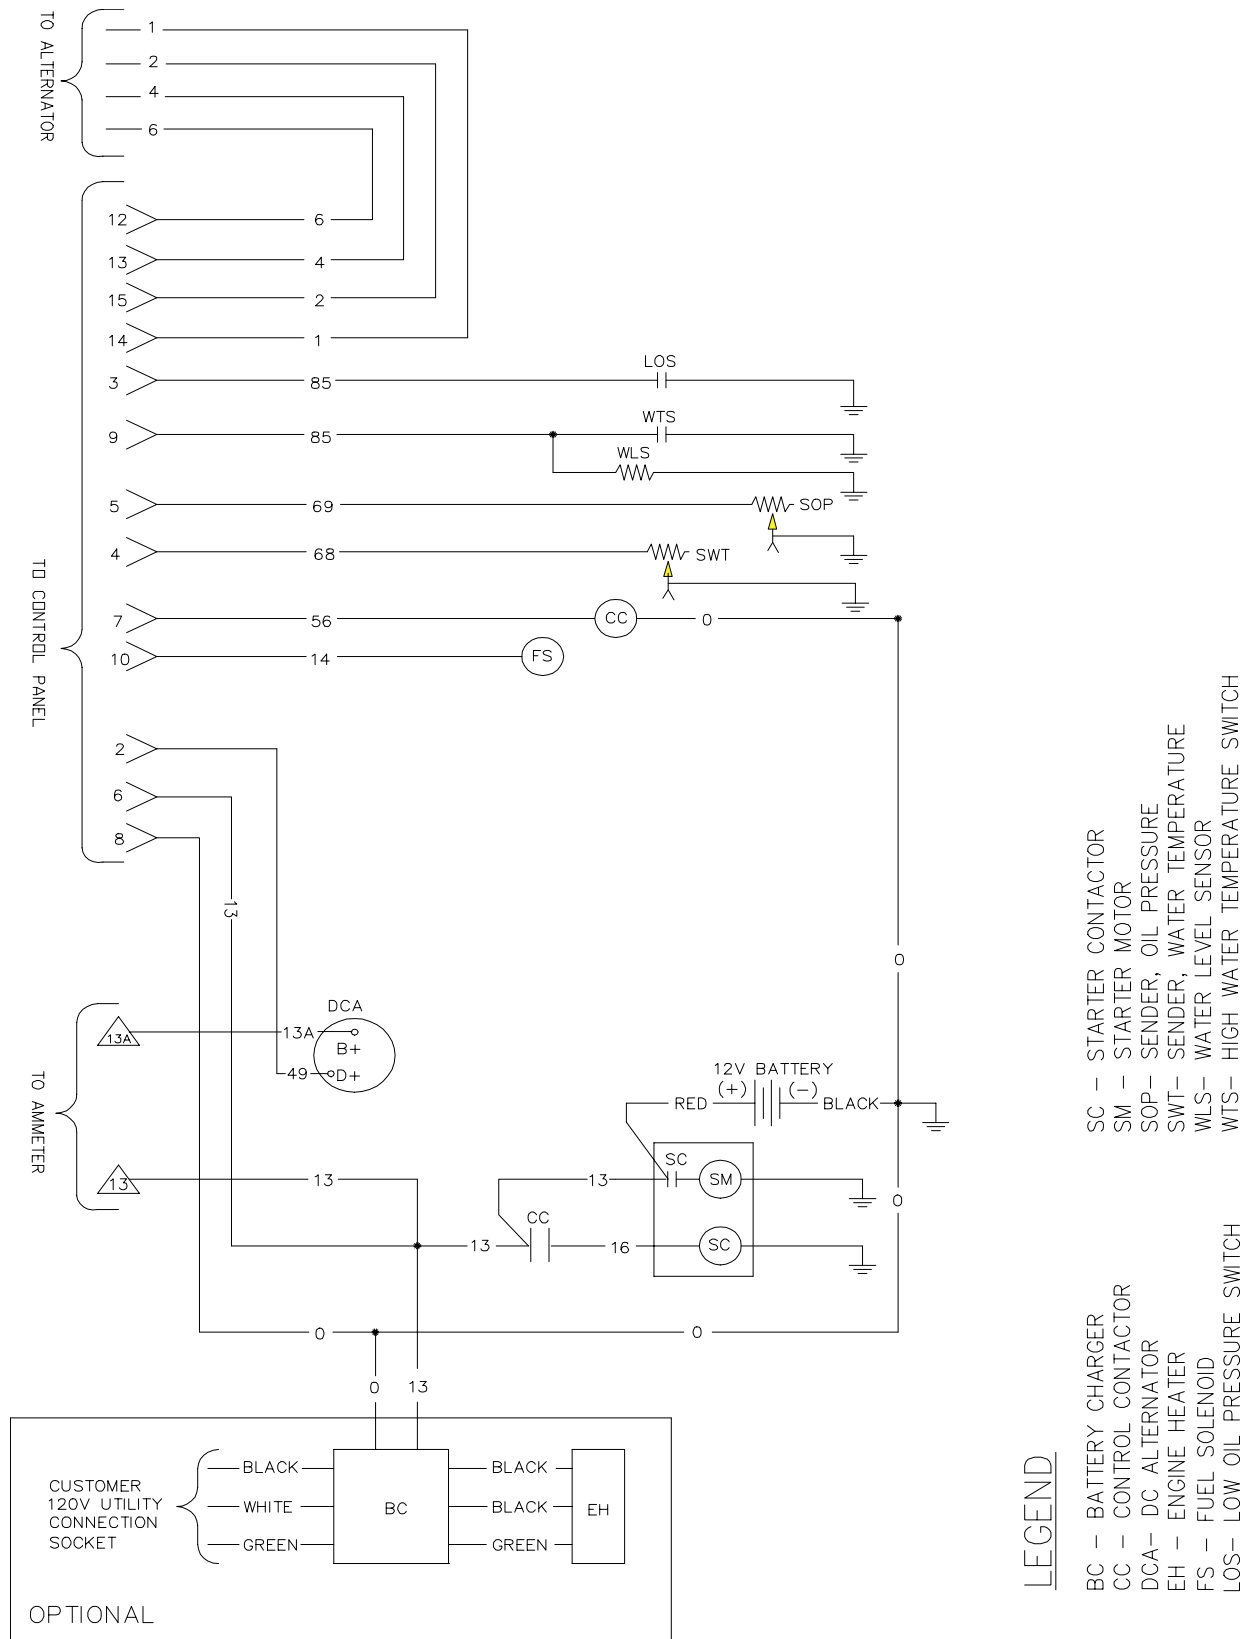 TO ALTERNATOR
1
2
4
6
TO CONTROL PANEL
12 6
13 4
15 2
14 1
3 85 LOS
9 85 WTS
WLS
5 69 SOP
4 68 SWT
7 56 CC 0
10 14 FS
2
6
8
13
0
TO AMMETER
DCA
13A 13A
B+
49 D+
12V BATTERY
(+) (-)
RED BLACK
SC
13 13 13 SM
0
CC
13 16 SC
0 0
0 13
CUSTOMER
120V UTILITY
CONNECTION
SOCKET
BLACK BLACK
WHITE BC BLACK EH
GREEN GREEN
OPTIONAL
LEGEND
BC - BATTERY CHARGER
CC - CONTROL CONTACTOR
DCA- DC ALTERNATOR
EH - ENGINE HEATER
FS - FUEL SOLENOID
LOS- LOW OIL PRESSURE SWITCH
SC - STARTER CONTACTOR
SM - STARTER MOTOR
SOP- SENDER, OIL PRESSURE
SWT- SENDER, WATER TEMPERATURE
WLS- WATER LEVEL SENSOR
WTS- HIGH WATER TEMPERATURE SWITCH